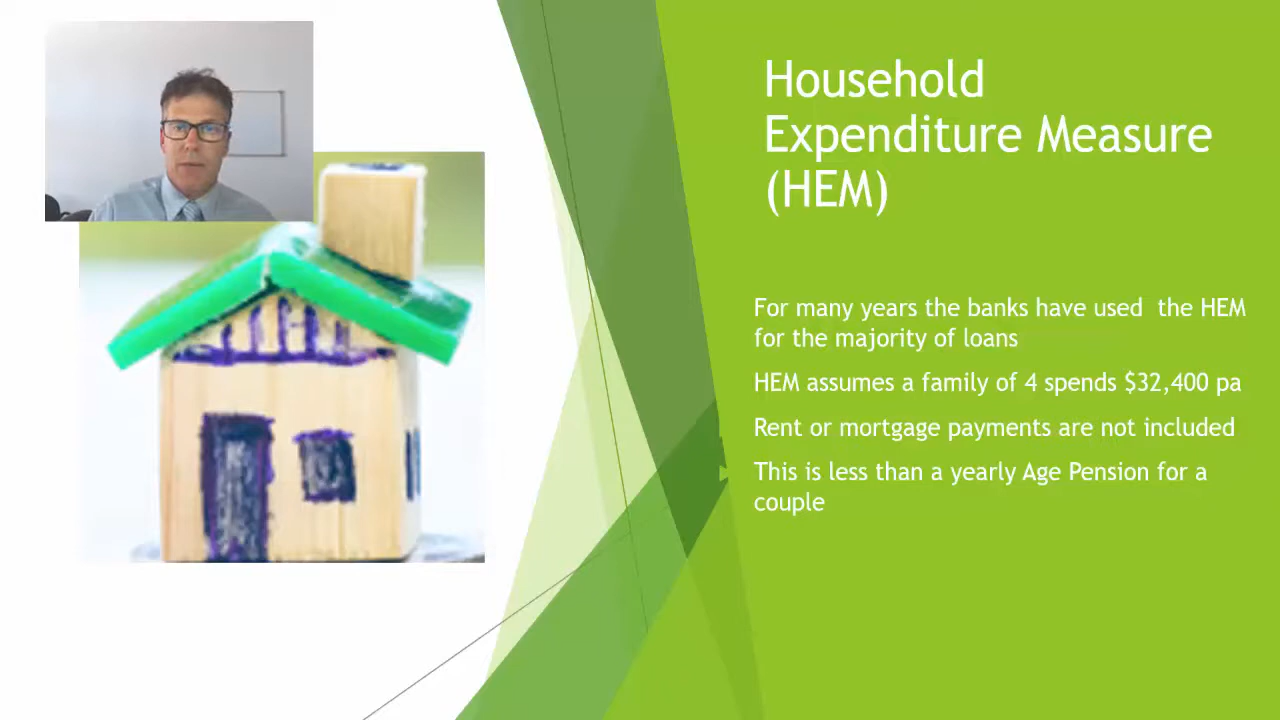 Household
Expenditure Measure
(HEM)
For many years the banks have used  the HEM
for the majority of loans
HEM assumes a family of 4 spends $32,400 pa
Rent or mortgage payments are not included
This is less than a yearly Age Pension for a
couple